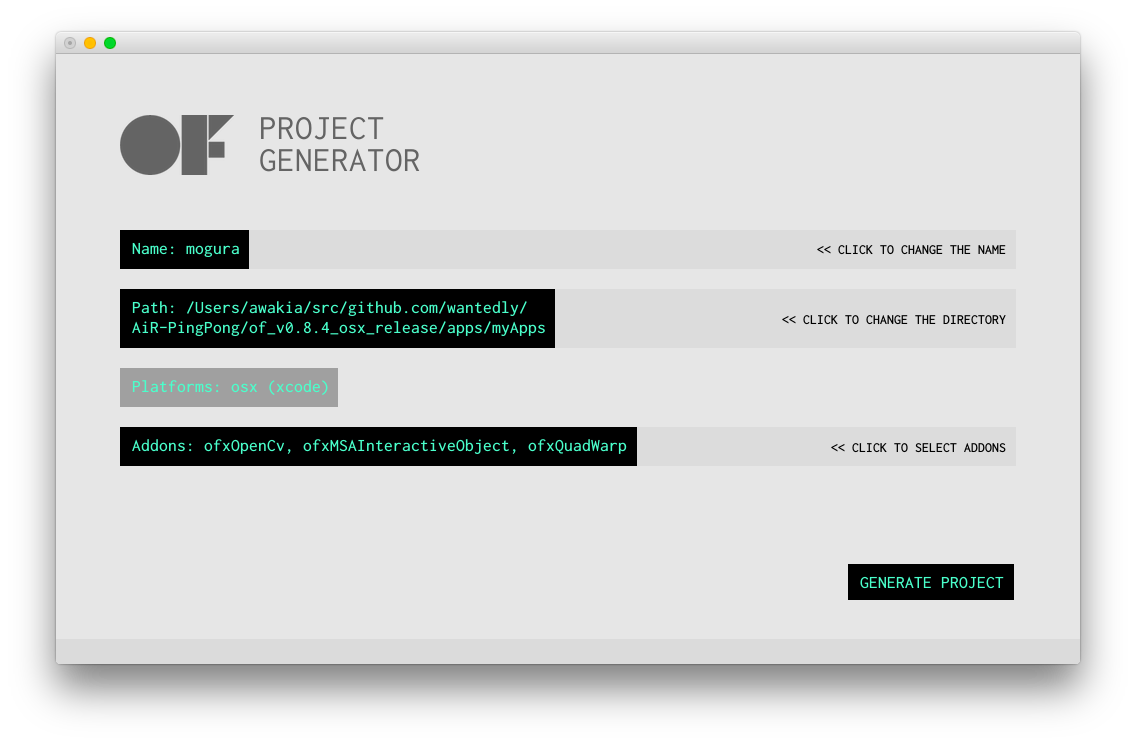 OF PROJECT
GENERATOR
Name: mogura
<< CLICK TO CHANGE THE NAME
Path: /Users/awakia/src/github.com/wantedly/
AiR-PingPong/of_v0.8.4_osx_release/apps/myApps
<< CLICK TO CHANGE THE DIRECTORY
Platforms: osx (xcode)
Addons: ofxOpenCv, ofxMSAInteractiveObject, ofxQuadWarp
<< CLICK TO SELECT ADDONS
GENERATE PROJECT